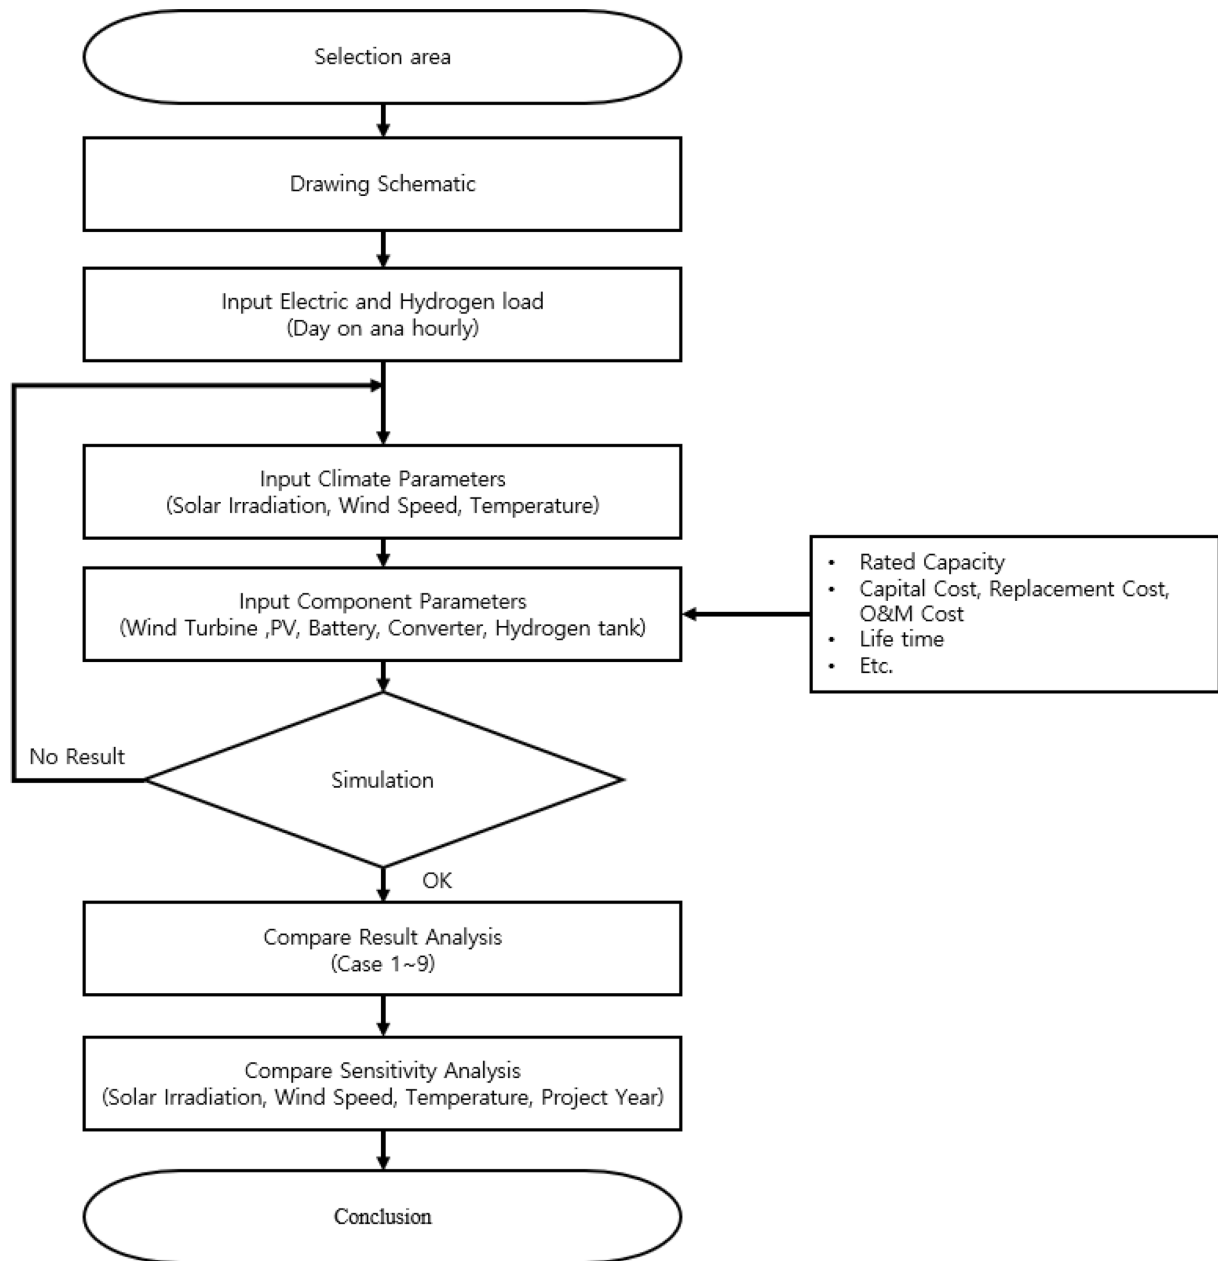 Selection area
Drawing Schematic
Input Electric and Hydrogen load
(Day on ana hourly)
Input Climate Parameters
(Solar Irradiation, Wind Speed, Temperature)
Input Component Parameters
(Wind Turbine ,PV, Battery, Converter, Hydrogen tank)
• Rated Capacity
• Capital Cost, Replacement Cost,
O&M Cost
• Life time
• Etc.
No Result
Simulation
OK
Compare Result Analysis
(Case 1~9)
Compare Sensitivity Analysis
(Solar Irradiation, Wind Speed, Temperature, Project Year)
Conclusion